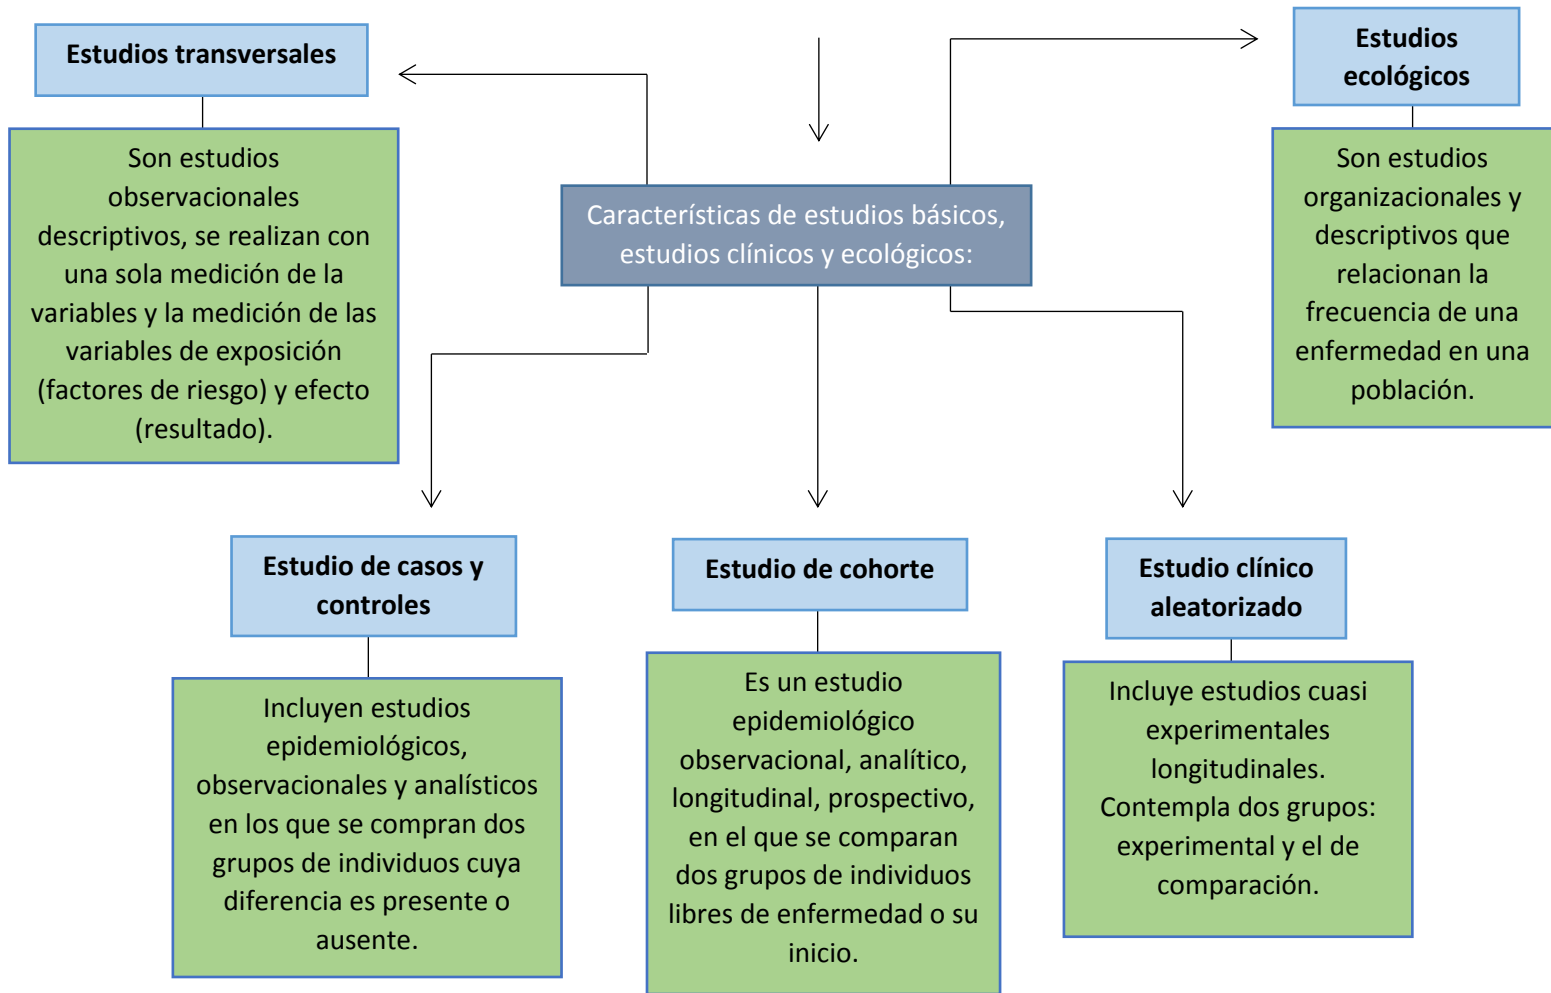 Estudios transversales
Son estudios
observacionales
descriptivos, se realizan con
una sola medición de la
variables y la medición de las
variables de exposición
(factores de riesgo) y efecto
(resultado).
Características de estudios básicos,
estudios clínicos y ecológicos:
Estudios
ecológicos
Son estudios
organizacionales y
descriptivos que
relacionan la
frecuencia de una
enfermedad en una
población.
Estudio de casos y
controles
Incluyen estudios
epidemiológicos,
observacionales y analísticos
en los que se compran dos
grupos de individuos cuya
diferencia es presente o
ausente.
Estudio de cohorte
Es un estudio
epidemiológico
observacional, analítico,
longitudinal, prospectivo,
en el que se comparan
dos grupos de individuos
libres de enfermedad o su
inicio.
Estudio clínico
aleatorizado
Incluye estudios cuasi
experimentales
longitudinales.
Contempla dos grupos:
experimental y el de
comparación.